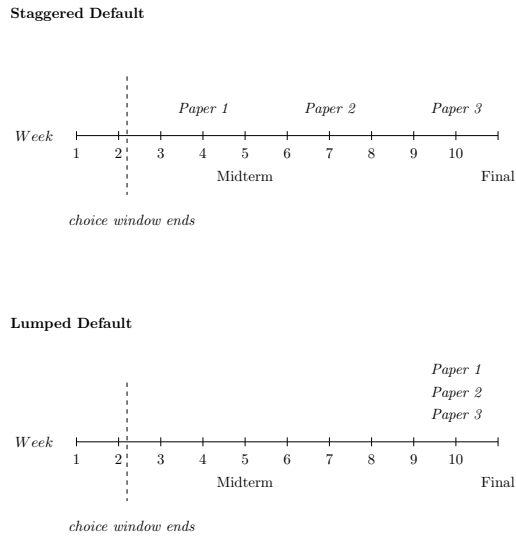 Staggered Default
Paper 1 Paper 2 Paper 3
Week
1 2 3 4 5 6 7 8 9 10
Midterm Final
choice window ends
Lumped Default
Paper 1
Paper 2
Paper 3
Week
1 2 3 4 5 6 7 8 9 10
Midterm Final
choice window ends